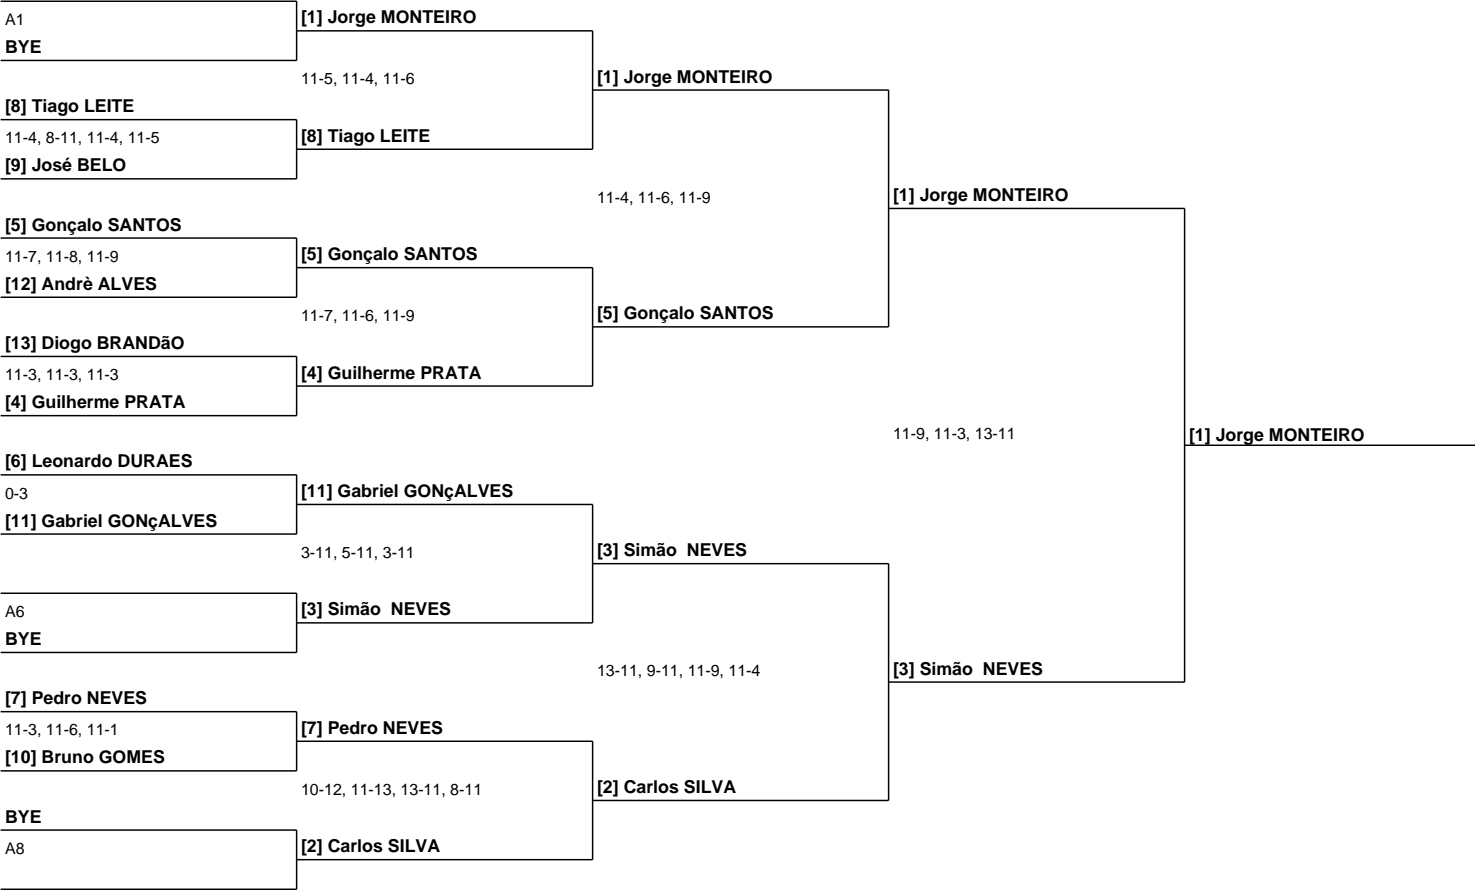 A1
BYE
[8] Tiago LEITE
11-4, 8-11, 11-4, 11-5
[9] José BELO
[5] Gonçalo SANTOS
11-7, 11-8, 11-9
[12] Andrè ALVES
[13] Diogo BRANDãO
11-3, 11-3, 11-3
[4] Guilherme PRATA
[6] Leonardo DURAES
0-3
[11] Gabriel GONçALVES
A6
BYE
[7] Pedro NEVES
11-3, 11-6, 11-1
[10] Bruno GOMES
BYE
A8
[1] Jorge MONTEIRO
11-5, 11-4, 11-6
[8] Tiago LEITE
[5] Gonçalo SANTOS
11-7, 11-6, 11-9
[4] Guilherme PRATA
[11] Gabriel GONçALVES
3-11, 5-11, 3-11
[3] Simão  NEVES
[7] Pedro NEVES
10-12, 11-13, 13-11, 8-11
[2] Carlos SILVA
[1] Jorge MONTEIRO
11-4, 11-6, 11-9
[5] Gonçalo SANTOS
[3] Simão  NEVES
13-11, 9-11, 11-9, 11-4
[2] Carlos SILVA
[1] Jorge MONTEIRO
11-9, 11-3, 13-11
[3] Simão  NEVES
[1] Jorge MONTEIRO